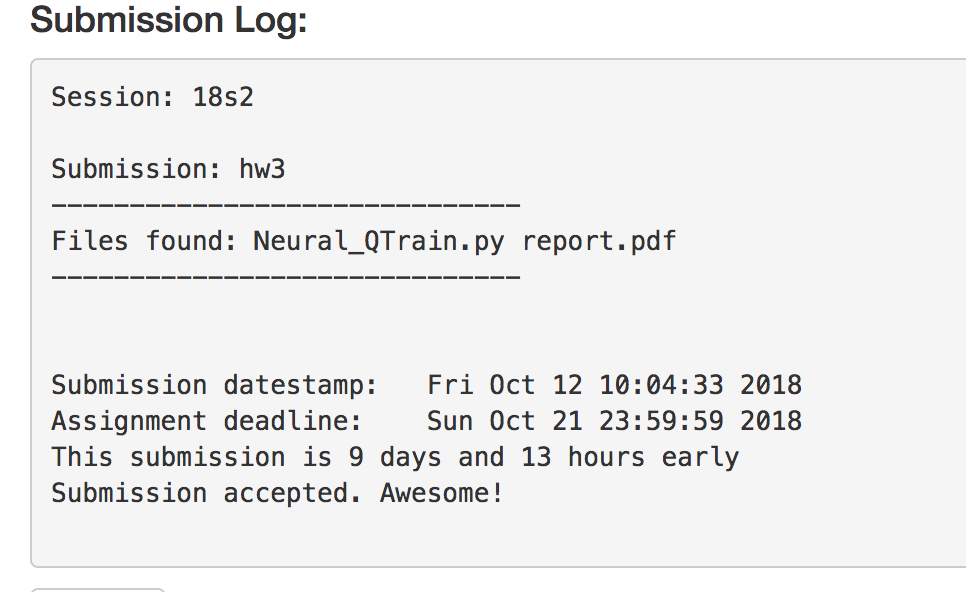 Submission Log:
Session: 18s2
Submission: hw3
------------------------------
Files found: Neural_QTrain.py report.pdf
------------------------------
Submission datestamp:   Fri Oct 12 10:04:33 2018
Assignment deadline:    Sun Oct 21 23:59:59 2018
This submission is 9 days and 13 hours early
Submission accepted. Awesome!